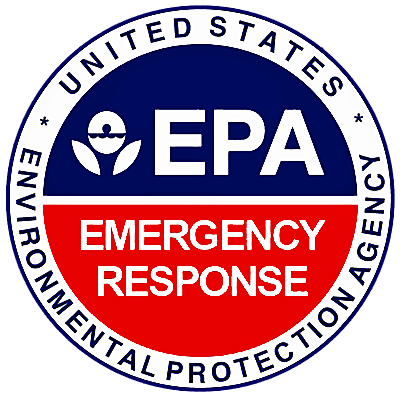 * UNITED STATES *
EPA
EMERGENCY
RESPONSE
ENVIRONMENTAL PROTECTION AGENCY